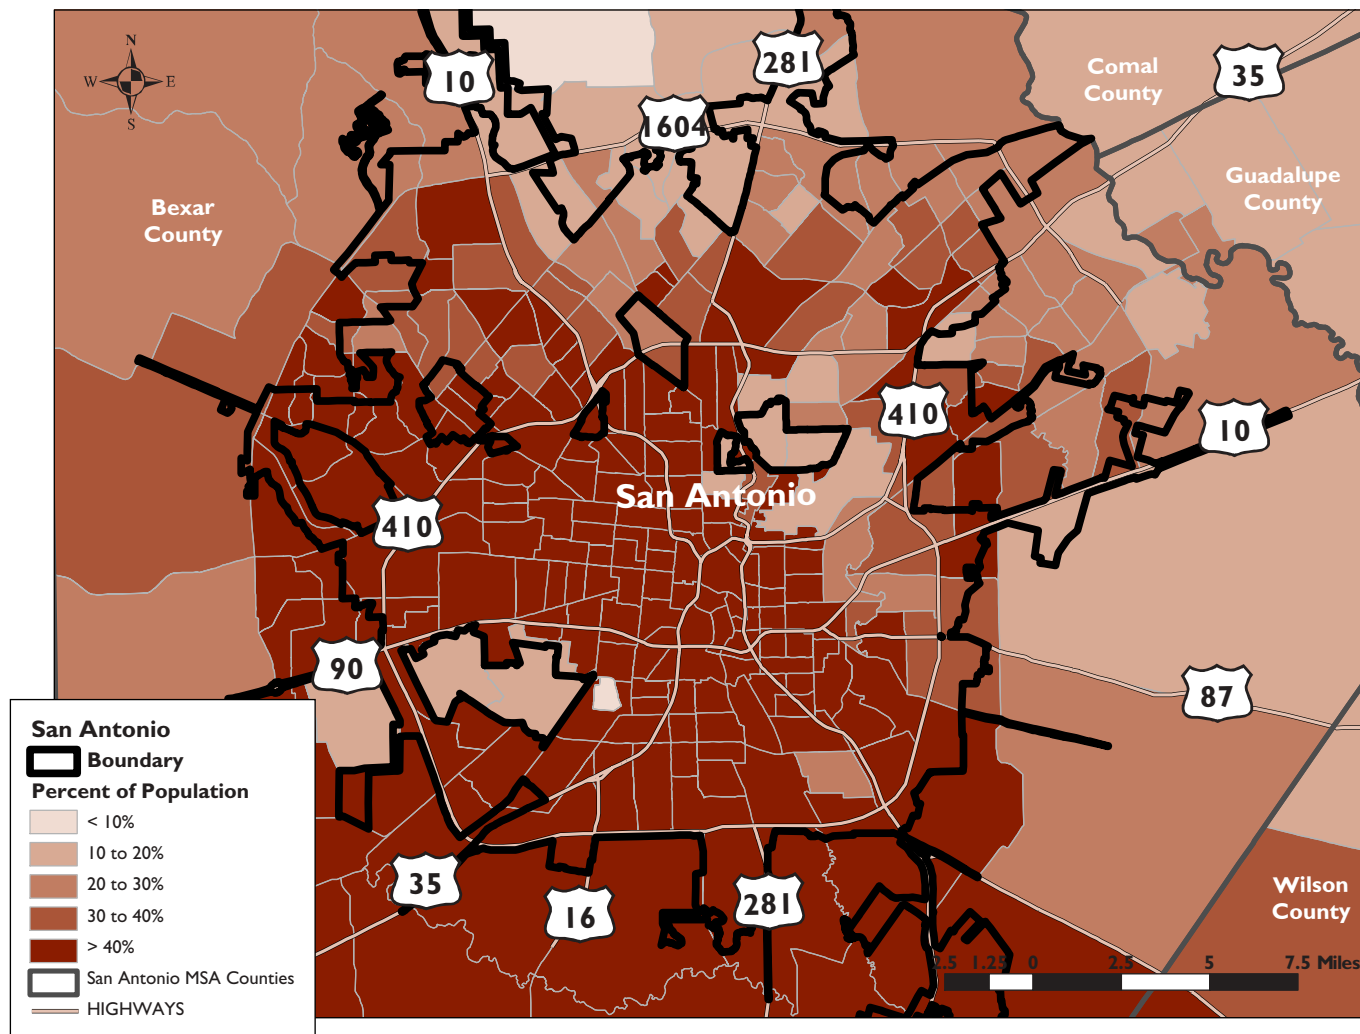 N
W E
S
10
281
1604
35
Comal
County
Guadalupe
County
Bexar
County
410
10
San Antonio
410
90
87
35
16
281
Wilson
County
2.5 1.25 0 2.5 5 7.5 Miles
San Antonio
Boundary
Percent of Population
< 10%
10 to 20%
20 to 30%
30 to 40%
> 40%
San Antonio MSA Counties
HIGHWAYS